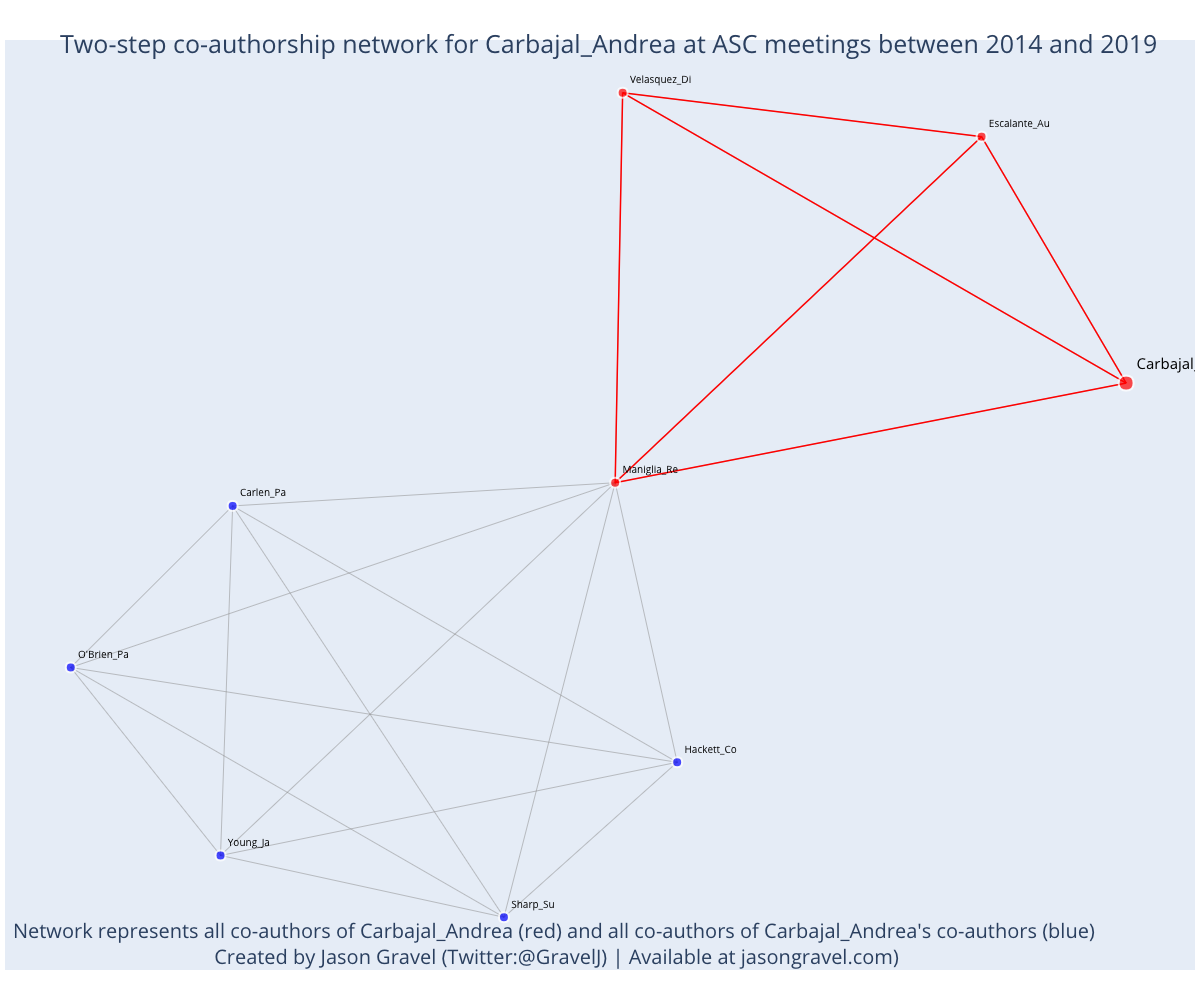 Two-step co-authorship network for Carbajal_Andrea at ASC meetings between 2014 and 2019
Velasquez_Di
Escalante_Au
Carbajal_
Maniglia_Re
Carlen_Pa
O'Brien_Pa
Hackett_Co
Young_Ja
Sharp_Su
Network represents all co-authors of Carbajal_Andrea (red) and all co-authors of Carbajal_Andrea's co-authors (blue)
Created by Jason Gravel (Twitter:@GravelJ) | Available at jasongravel.com)